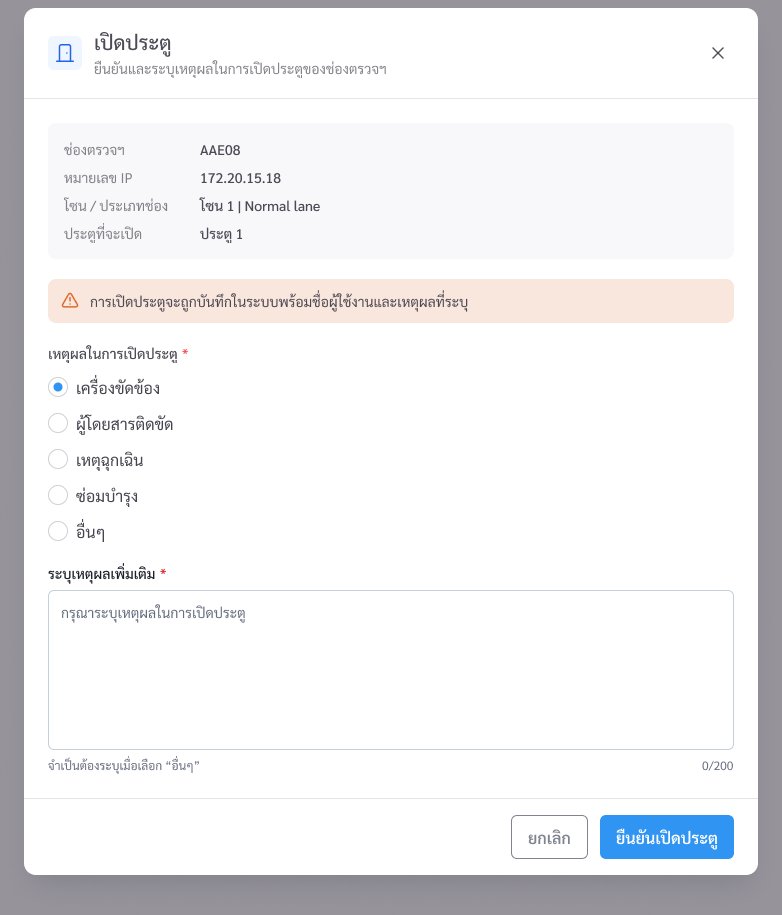 เปิดประตู
ยืนยันและระบุเหตุผลในการเปิดประตูของช่องตรวจฯ
ช่องตรวจฯ AAE08
หมายเลข IP 172.20.15.18
โซน / ประเภทช่อง โซน 1 | Normal lane
ประตูที่จะเปิด ประตู 1
การเปิดประตูจะถูกบันทึกในระบบพร้อมชื่อผู้ใช้งานและเหตุผลที่ระบุ
เหตุผลในการเปิดประตู *
เครื่องขัดข้อง
ผู้โดยสารติดขัด
เหตุฉุกเฉิน
ซ่อมบำรุง
อื่นๆ
ระบุเหตุผลเพิ่มเติม *
กรุณาระบุเหตุผลในการเปิดประตู
จำเป็นต้องระบุเมื่อเลือก “อื่นๆ” 0/200
ยกเลิก ยืนยันเปิดประตู